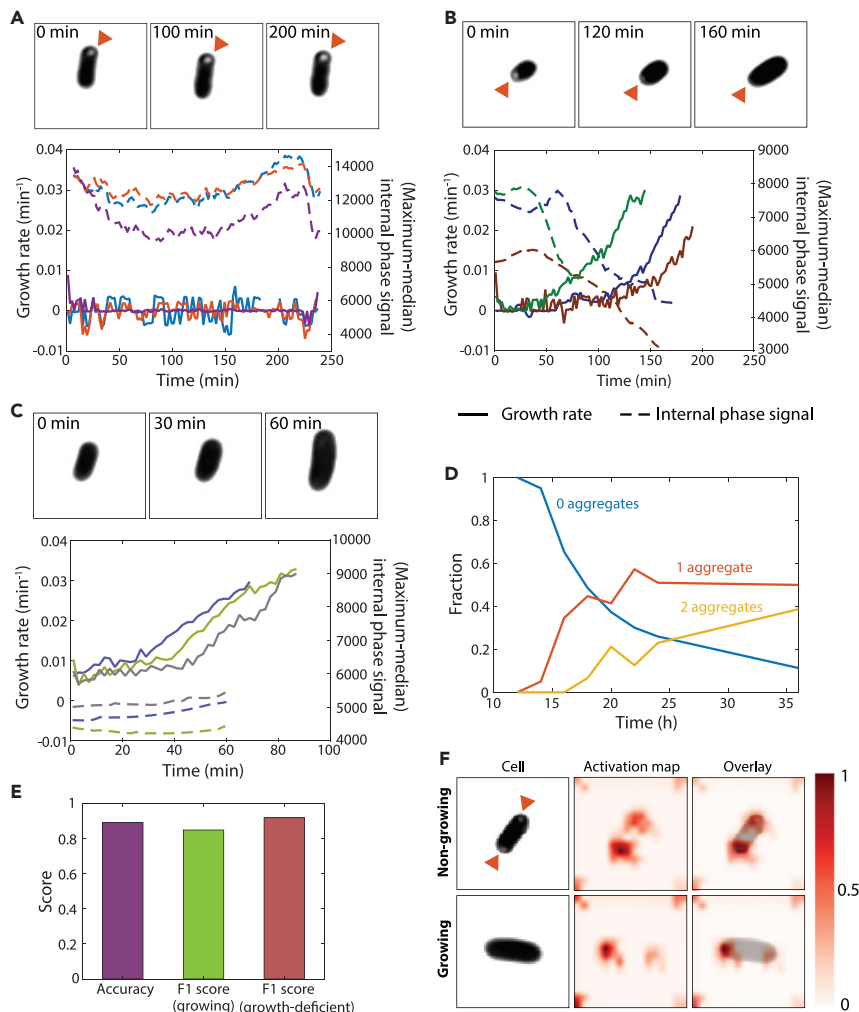 A
0 min
100 min
200 min
0.04
0.03
0.02
0.01
0
-0.01
Growth rate (min⁻¹)
14000
12000
10000
8000
6000
4000
(Maximum-median)
internal phase signal
0
50
100
150
200
250
Time (min)
B
0 min
120 min
160 min
0.04
0.03
0.02
0.01
0
-0.01
Growth rate (min⁻¹)
9000
8000
7000
6000
5000
4000
3000
(Maximum-median)
internal phase signal
0
50
100
150
200
250
Time (min)
Growth rate
Internal phase signal
C
0 min
30 min
60 min
0.04
0.03
0.02
0.01
0
-0.01
Growth rate (min⁻¹)
10000
9000
8000
7000
6000
5000
4000
(Maximum-median)
internal phase signal
0
20
40
60
80
100
Time (min)
D
1
0.8
0.6
0.4
0.2
0
Fraction
0 aggregates
1 aggregate
2 aggregates
10
15
20
25
30
35
Time (h)
E
1
0.8
0.6
0.4
0.2
0
Score
Accuracy
F1 score
(growing)
F1 score
(growth-deficient)
F
Cell
Activation map
Overlay
Non-growing
Growing
1
0.5
0